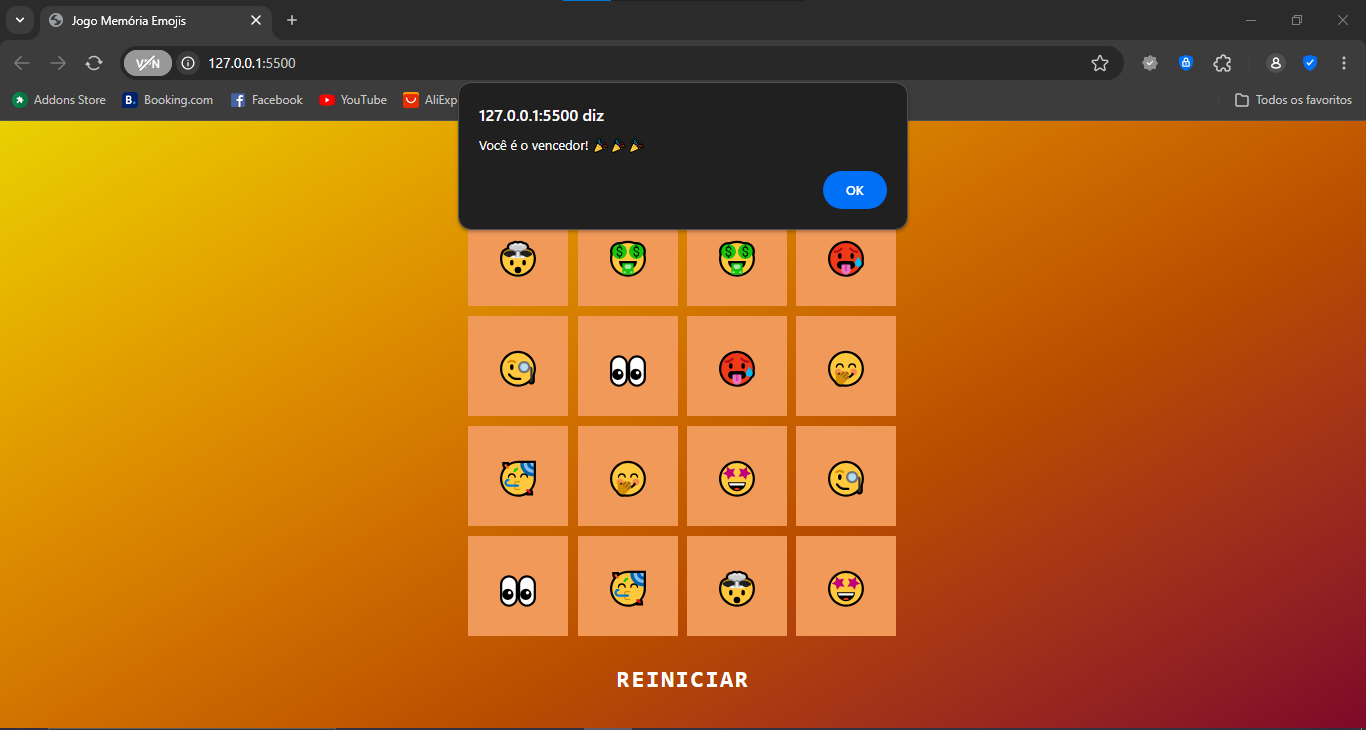 Jogo Memória Emojis
VPN
127.0.0.1:5500
Addons Store
B. Booking.com
Facebook
YouTube
AliExp
Todos os favoritos
127.0.0.1:5500 diz
Você é o vencedor! 🎉🎉🎉
OK
REINICIAR